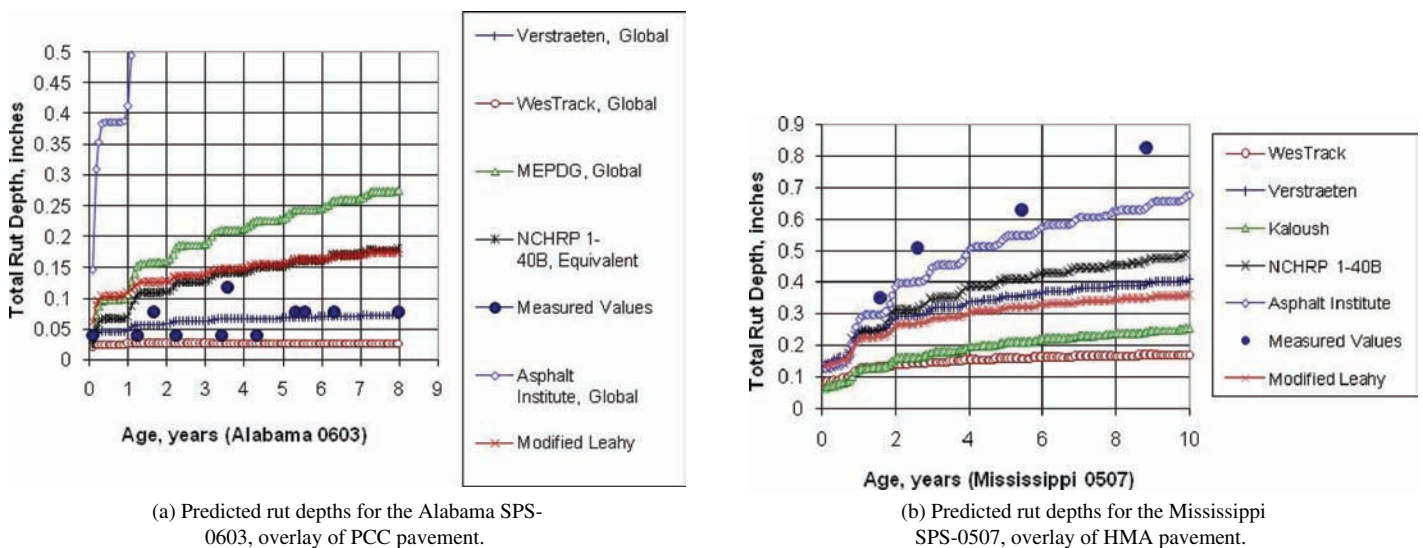 0.5
0.45
0.4
0.35
0.3
0.25
0.2
0.15
0.1
0.05
0
Total Rut Depth, inches
0 1 2 3 4 5 6 7 8 9
Age, years (Alabama 0603)
Verstraeten, Global
WesTrack, Global
MEPDG, Global
NCHRP 1-
40B, Equivalent
Measured Values
Asphalt
Institute, Global
Modified Leahy
(a) Predicted rut depths for the Alabama SPS-
0603, overlay of PCC pavement.
0.9
0.8
0.7
0.6
0.5
0.4
0.3
0.2
0.1
0
Total Rut Depth, inches
0 2 4 6 8 10
Age, years (Mississippi 0507)
WesTrack
Verstraeten
Kaloush
NCHRP 1-40B
Asphalt Institute
Measured Values
Modified Leahy
(b) Predicted rut depths for the Mississippi
SPS-0507, overlay of HMA pavement.